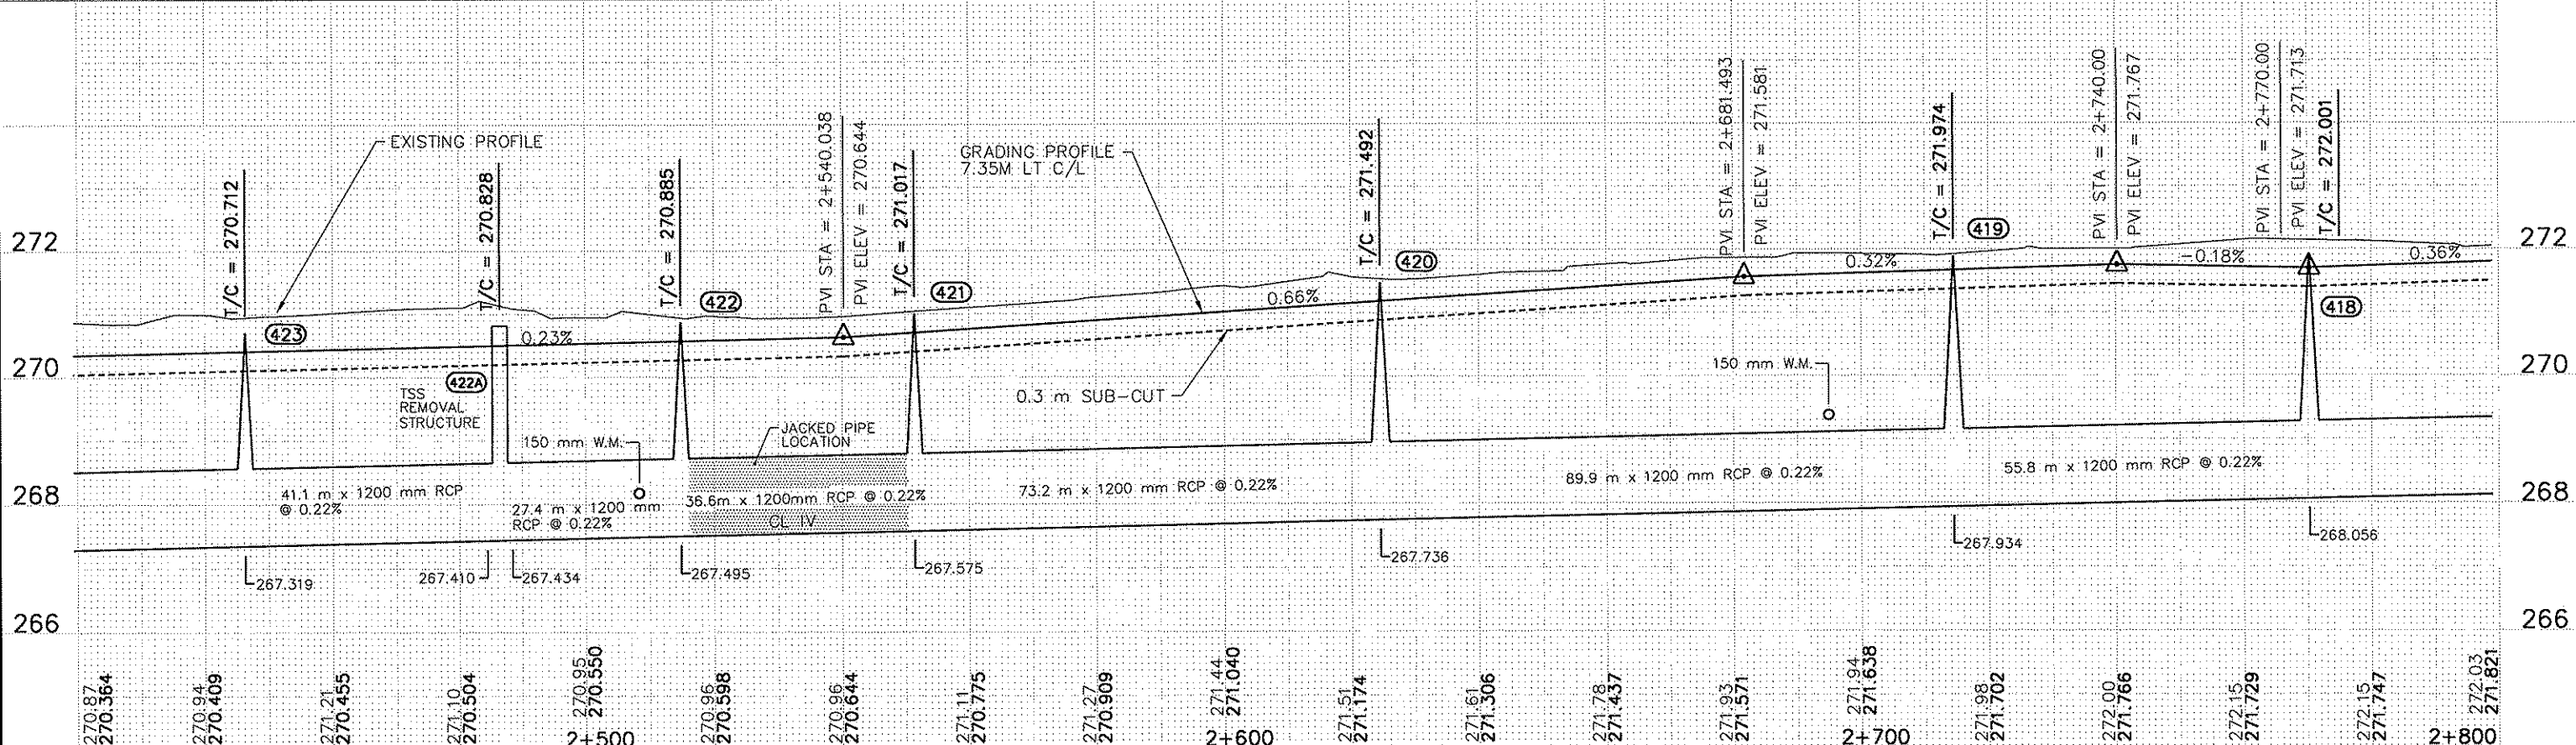 EXISTING PROFILE
T/C = 270.712
T/C = 270.828
T/C = 270.885
PVI STA = 2+540.038
PVI ELEV = 270.644
T/C = 271.017
GRADING PROFILE
7.35M LT C/L
T/C = 271.492
PVI STA = 2+681.493
PVI ELEV = 271.581
T/C = 271.974
PVI STA = 2+740.00
PVI ELEV = 271.767
PVI STA = 2+770.00
PVI ELEV = 271.713
T/C = 272.001
272
423
0.23%
422
421
0.66%
420
0.32%
419
-0.18%
0.36%
418
272
270
422A
TSS
REMOVAL
STRUCTURE
150 mm W.M.
JACKED PIPE
LOCATION
0.3 m SUB-CUT
150 mm W.M.
270
268
41.1 m x 1200 mm RCP
@ 0.22%
27.4 m x 1200 mm
RCP @ 0.22%
36.6m x 1200mm RCP @ 0.22%
CL IV
73.2 m x 1200 mm RCP @ 0.22%
89.9 m x 1200 mm RCP @ 0.22%
55.8 m x 1200 mm RCP @ 0.22%
268
267.319
267.410
267.434
267.495
267.575
267.736
267.934
268.056
266
266
270.87
270.364
270.94
270.409
271.21
270.455
271.10
270.504
270.95
270.550
270.96
270.598
270.96
270.644
271.11
270.775
271.27
270.909
271.44
271.040
271.51
271.174
271.61
271.306
271.78
271.437
271.93
271.571
271.94
271.638
271.98
271.702
272.00
271.766
272.15
271.729
272.15
271.747
272.03
271.821
2+500
2+600
2+700
2+800